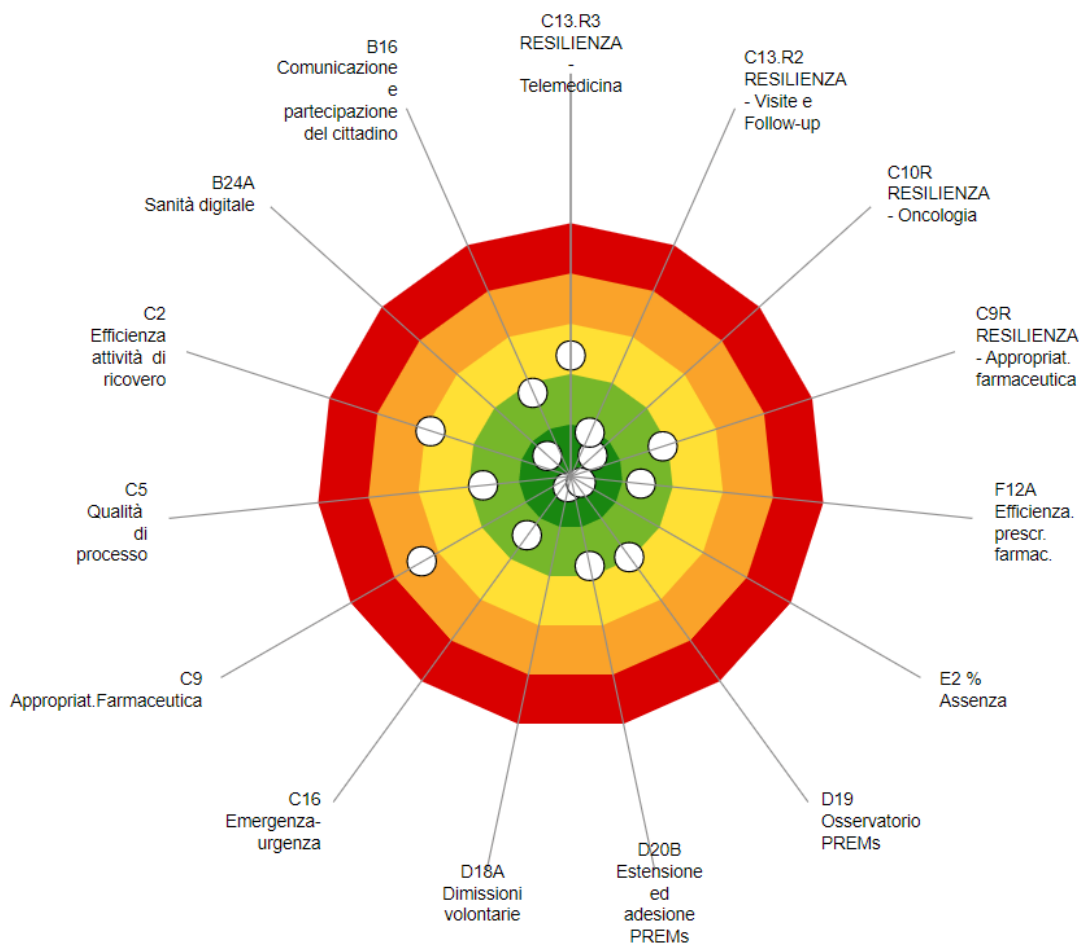 C13.R3
RESILIENZA
-
Telemedicina
C13.R2
RESILIENZA
- Visite e
Follow-up
C10R
RESILIENZA
- Oncologia
C9R
RESILIENZA
- Appropriat.
farmaceutica
F12A
Efficienza.
prescr.
farmac.
E2 %
Assenza
D19
Osservatorio
PREMs
D20B
Estensione
ed
adesione
PREMs
D18A
Dimissioni
volontarie
C16
Emergenza-
urgenza
C9
Appropriat.Farmaceutica
C5
Qualità
di
processo
C2
Efficienza
attività di
ricovero
B24A
Sanità digitale
B16
Comunicazione
e
partecipazione
del cittadino